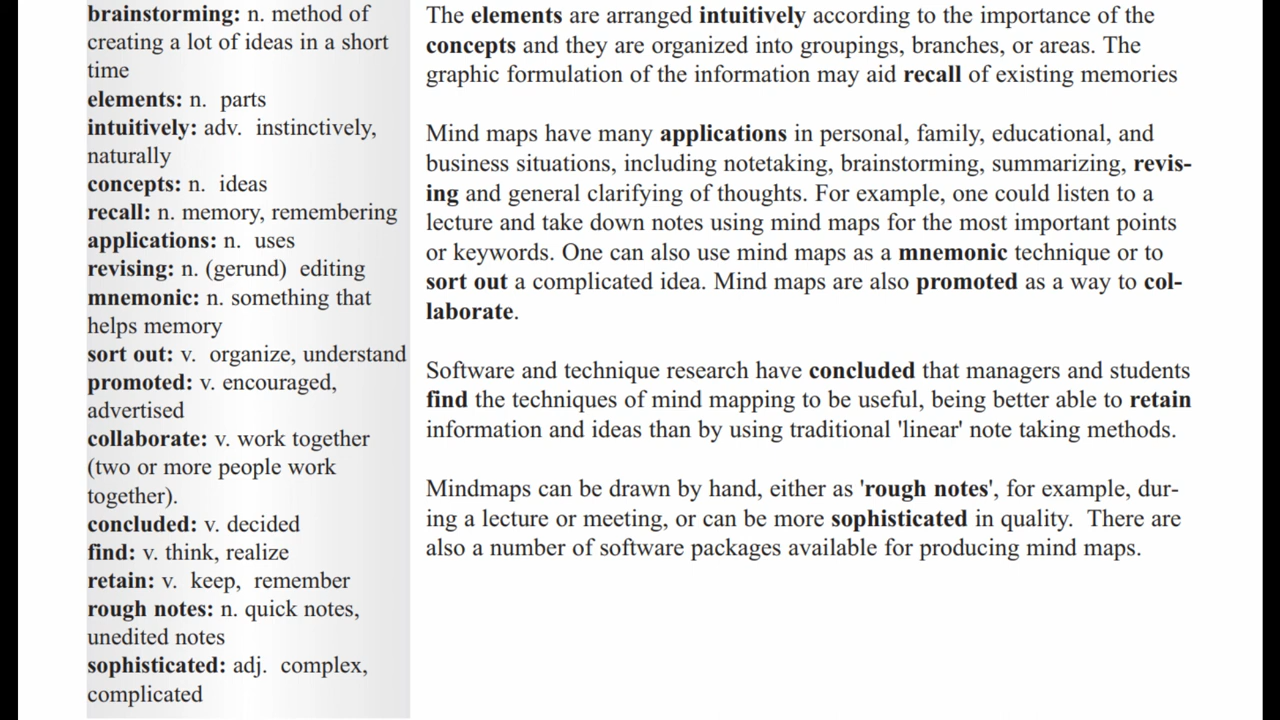 brainstorming: n. method of
creating a lot of ideas in a short
time
elements: n. parts
intuitively: adv. instinctively,
naturally
concepts: n. ideas
recall: n. memory, remembering
applications: n. uses
revising: n. (gerund) editing
mnemonic: n. something that
helps memory
sort out: v. organize, understand
promoted: v. encouraged,
advertised
collaborate: v. work together
(two or more people work
together).
concluded: v. decided
find: v. think, realize
retain: v. keep, remember
rough notes: n. quick notes,
unedited notes
sophisticated: adj. complex,
complicated
The elements are arranged intuitively according to the importance of the
concepts and they are organized into groupings, branches, or areas. The
graphic formulation of the information may aid recall of existing memories
Mind maps have many applications in personal, family, educational, and
business situations, including notetaking, brainstorming, summarizing, revis-
ing and general clarifying of thoughts. For example, one could listen to a
lecture and take down notes using mind maps for the most important points
or keywords. One can also use mind maps as a mnemonic technique or to
sort out a complicated idea. Mind maps are also promoted as a way to col-
laborate.
Software and technique research have concluded that managers and students
find the techniques of mind mapping to be useful, being better able to retain
information and ideas than by using traditional 'linear' note taking methods.
Mindmaps can be drawn by hand, either as 'rough notes', for example, dur-
ing a lecture or meeting, or can be more sophisticated in quality. There are
also a number of software packages available for producing mind maps.